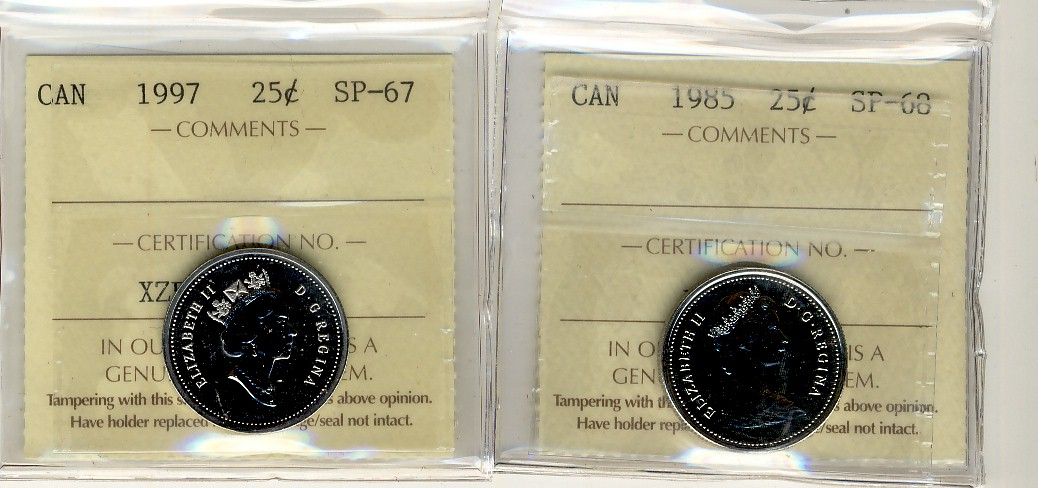 CAN 1997 25¢ SP-67
— COMMENTS —
— CERTIFICATION NO. —
XZ
IN OU S A
GENU EM.
Tampering with this s above opinion.
Have holder replaced ge/seal not intact.
ELIZABETH II D·G·REGINA
CAN 1985 25¢ SP-68
— COMMENTS —
— CERTIFICATION NO. —
IN O IS A
GEN EM.
Tampering with th above opinion.
Have holder repl /seal not intact.
ELIZABETH II D·G·REGINA